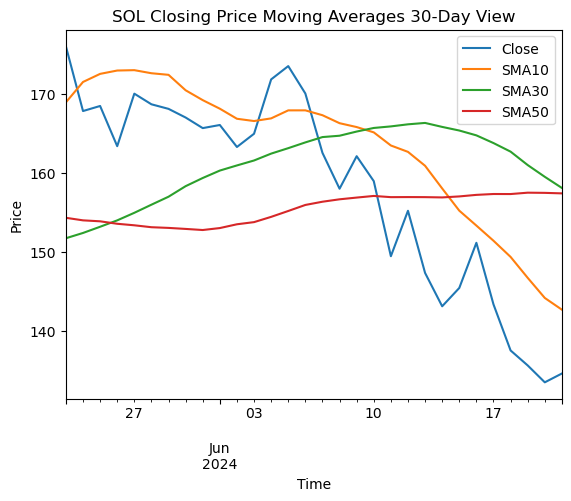 SOL Closing Price Moving Averages 30-Day View
Close
SMA10
SMA30
SMA50
Price
170
160
150
140
27
03
10
17
Jun
2024
Time